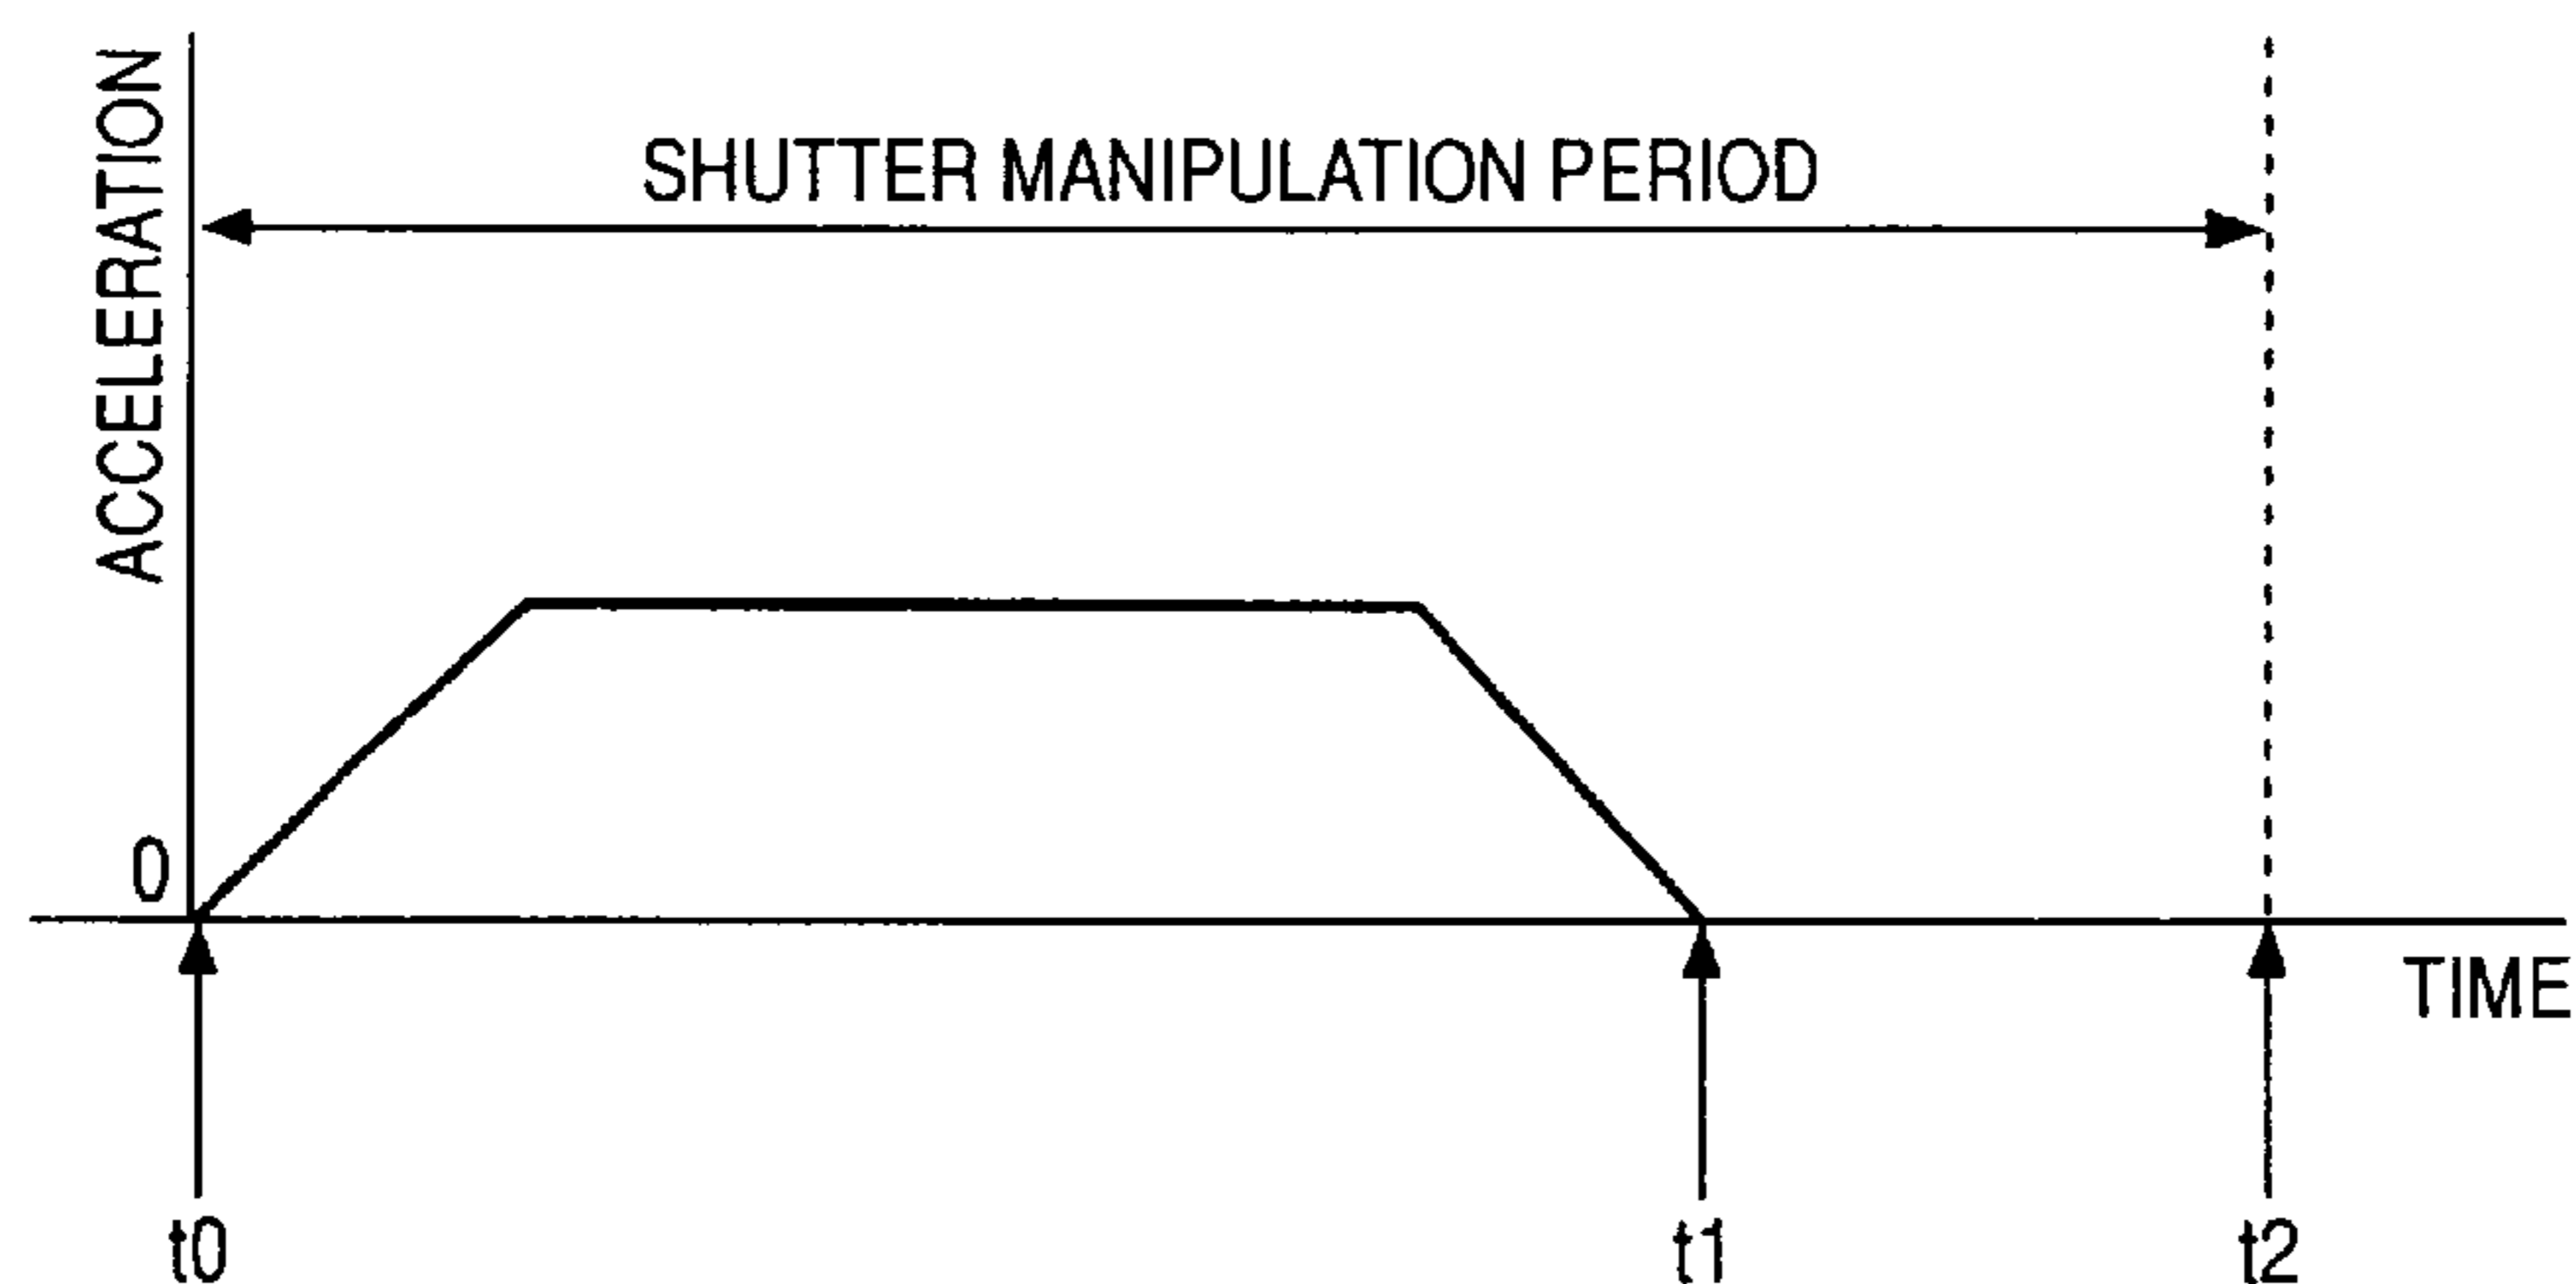 ACCELERATION
SHUTTER MANIPULATION PERIOD
0
TIME
t0
t1
t2